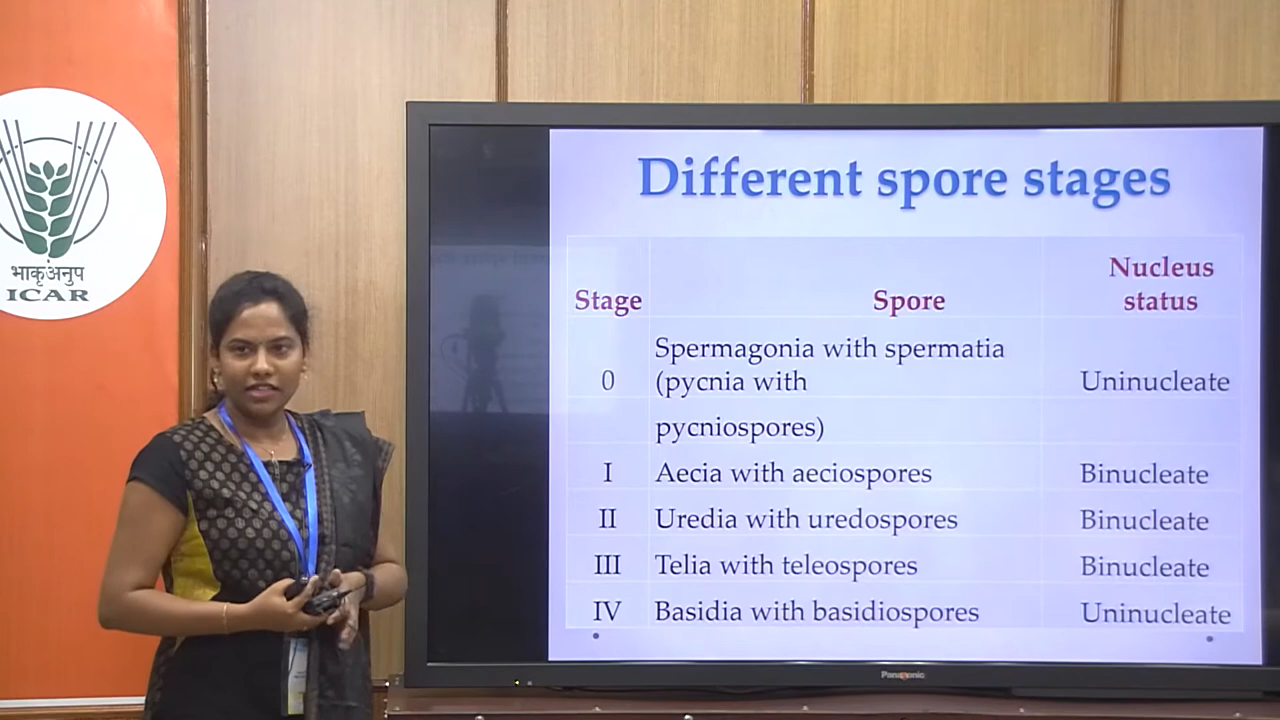 भाकृअनुप
ICAR
Different spore stages
Stage Spore Nucleus status
0 Spermagonia with spermatia (pycnia with Uninucleate
pycniospores)
I Aecia with aeciospores Binucleate
II Uredia with uredospores Binucleate
III Telia with teleospores Binucleate
IV Basidia with basidiospores Uninucleate
Panasonic